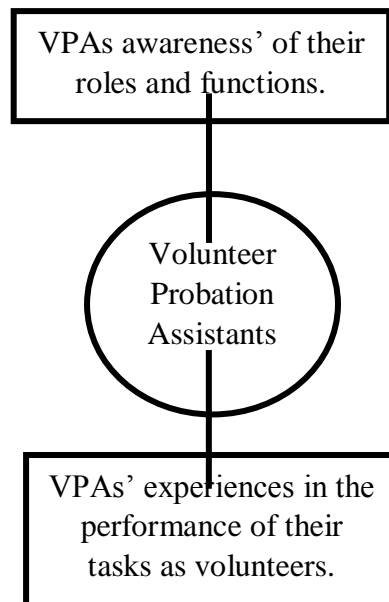 VPAs awareness’ of their
roles and functions.
Volunteer
Probation
Assistants
VPAs’ experiences in the
performance of their
tasks as volunteers.